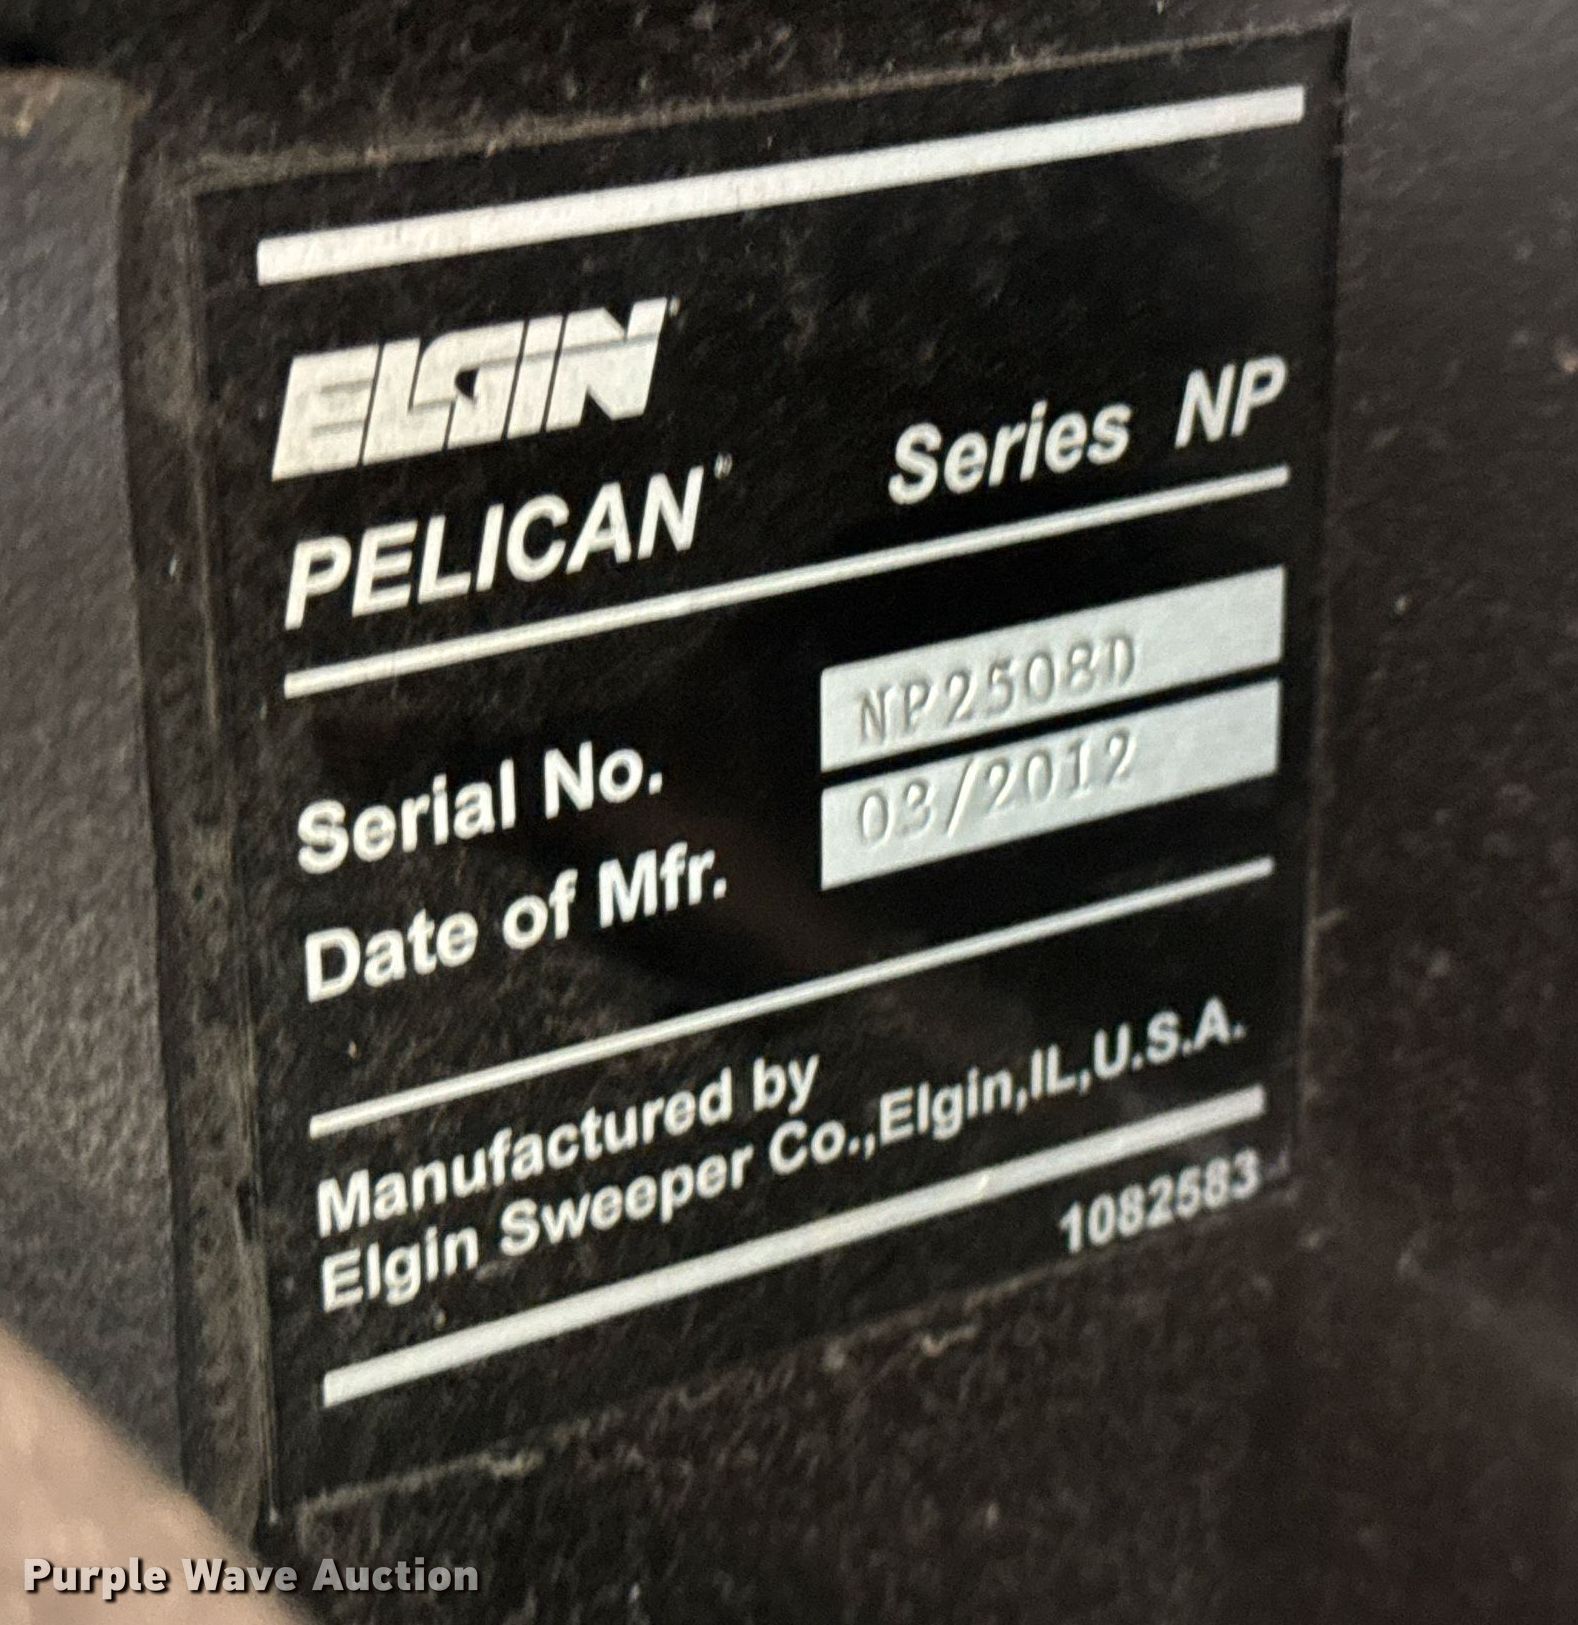 ELGIN
PELICAN® Series NP
Serial No. NP2508D
Date of Mfr. 03/2012
Manufactured by
Elgin Sweeper Co.,Elgin,IL,U.S.A.
1082583
Purple Wave Auction